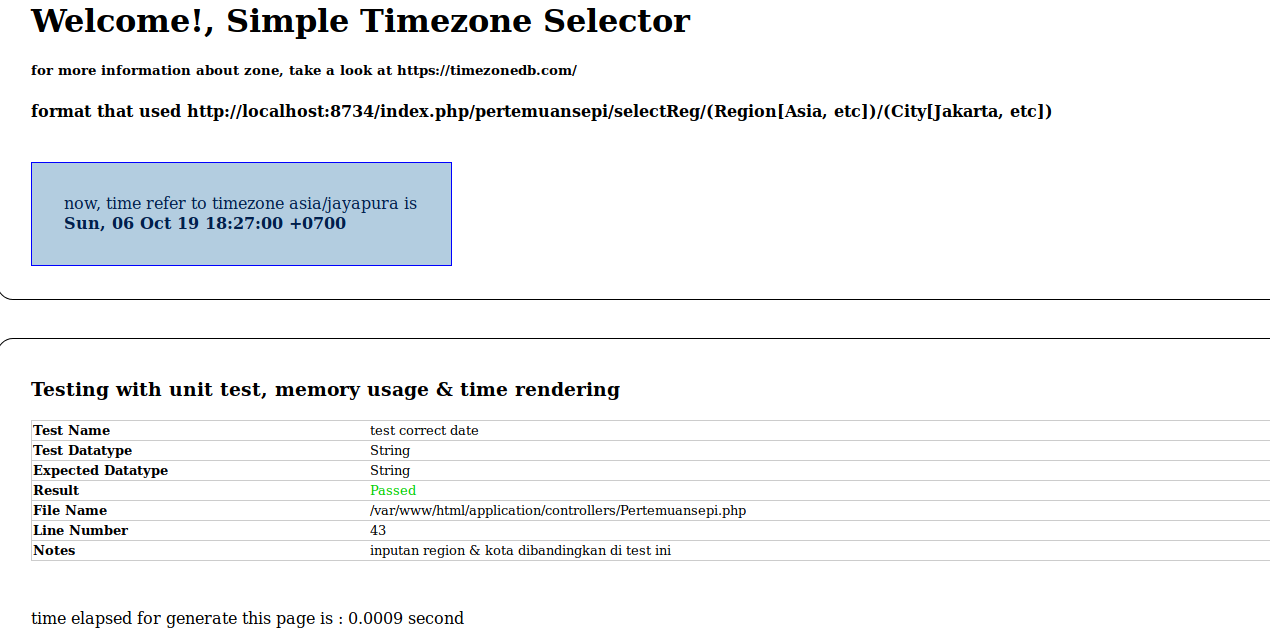 Welcome!, Simple Timezone Selector
for more information about zone, take a look at https://timezonedb.com/
format that used http://localhost:8734/index.php/pertemuansepi/selectReg/(Region[Asia, etc])/(City[Jakarta, etc])
now, time refer to timezone asia/jayapura is
Sun, 06 Oct 19 18:27:00 +0700
Testing with unit test, memory usage & time rendering
Test Name test correct date
Test Datatype String
Expected Datatype String
Result Passed
File Name /var/www/html/application/controllers/Pertemuansepi.php
Line Number 43
Notes inputan region & kota dibandingkan di test ini
time elapsed for generate this page is : 0.0009 second